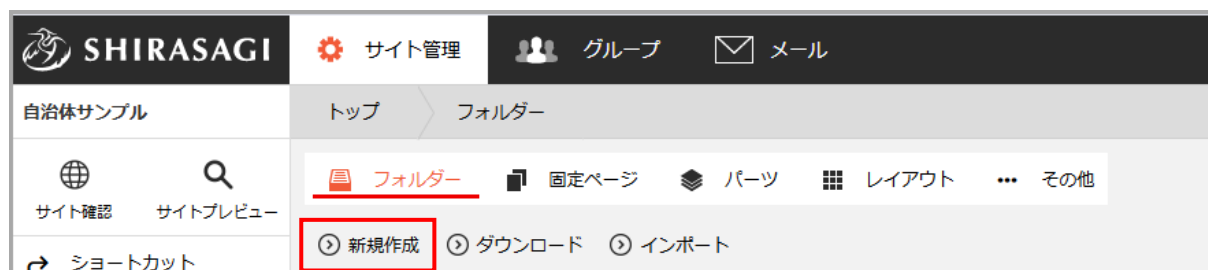 SHIRASAGI サイト管理 グループ メール
自治体サンプル トップ フォルダー
フォルダー 固定ページ パーツ レイアウト ••• その他
サイト確認 サイトプレビュー
新規作成 ダウンロード インポート
ショートカット